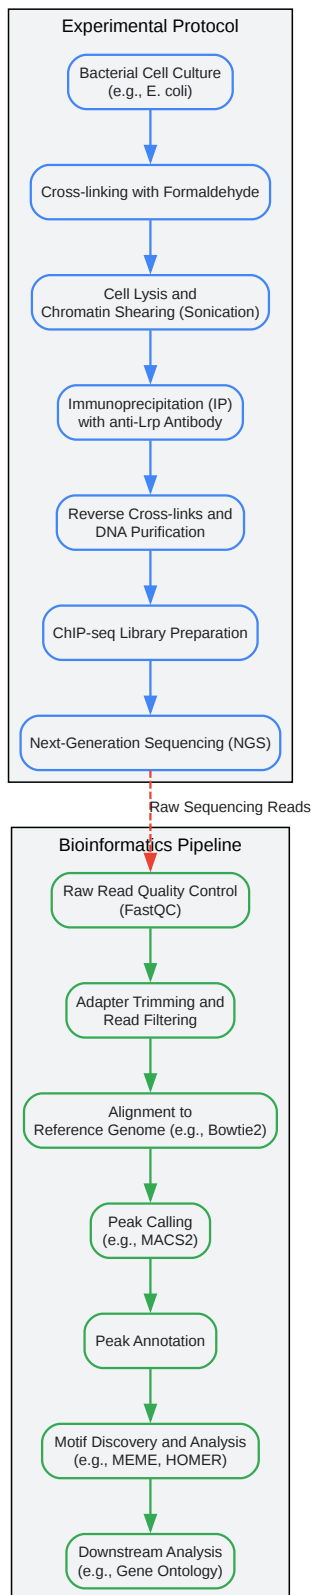 Experimental Protocol
Bacterial Cell Culture
(e.g., E. coli)
Cross-linking with Formaldehyde
Cell Lysis and
Chromatin Shearing (Sonication)
Immunoprecipitation (IP)
with anti-Lrp Antibody
Reverse Cross-links and
DNA Purification
ChIP-seq Library Preparation
Next-Generation Sequencing (NGS)
Raw Sequencing Reads
Bioinformatics Pipeline
Raw Read Quality Control
(FastQC)
Adapter Trimming and
Read Filtering
Alignment to
Reference Genome (e.g., Bowtie2)
Peak Calling
(e.g., MACS2)
Peak Annotation
Motif Discovery and Analysis
(e.g., MEME, HOMER)
Downstream Analysis
(e.g., Gene Ontology)